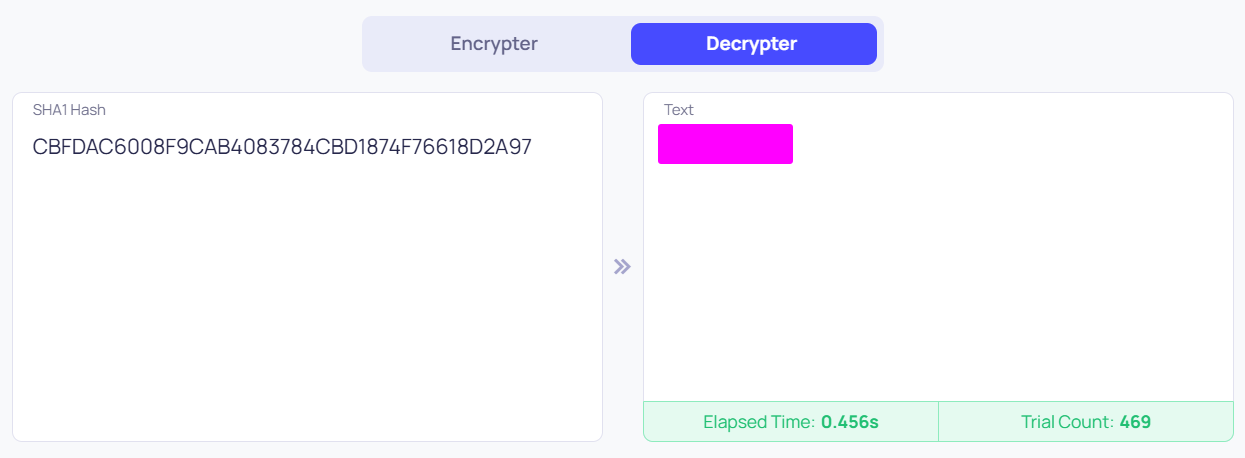 Encrypter
Decrypter
SHA1 Hash
CBFDAC6008F9CAB4083784CBD1874F76618D2A97
Text
Elapsed Time: 0.456s
Trial Count: 469